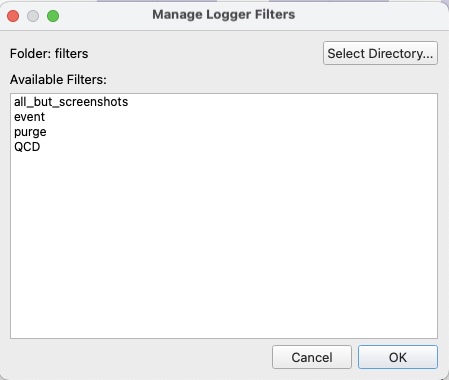 Manage Logger Filters
Folder: filters
Select Directory...
Available Filters:
all_but_screenshots
event
purge
QCD
Cancel
OK